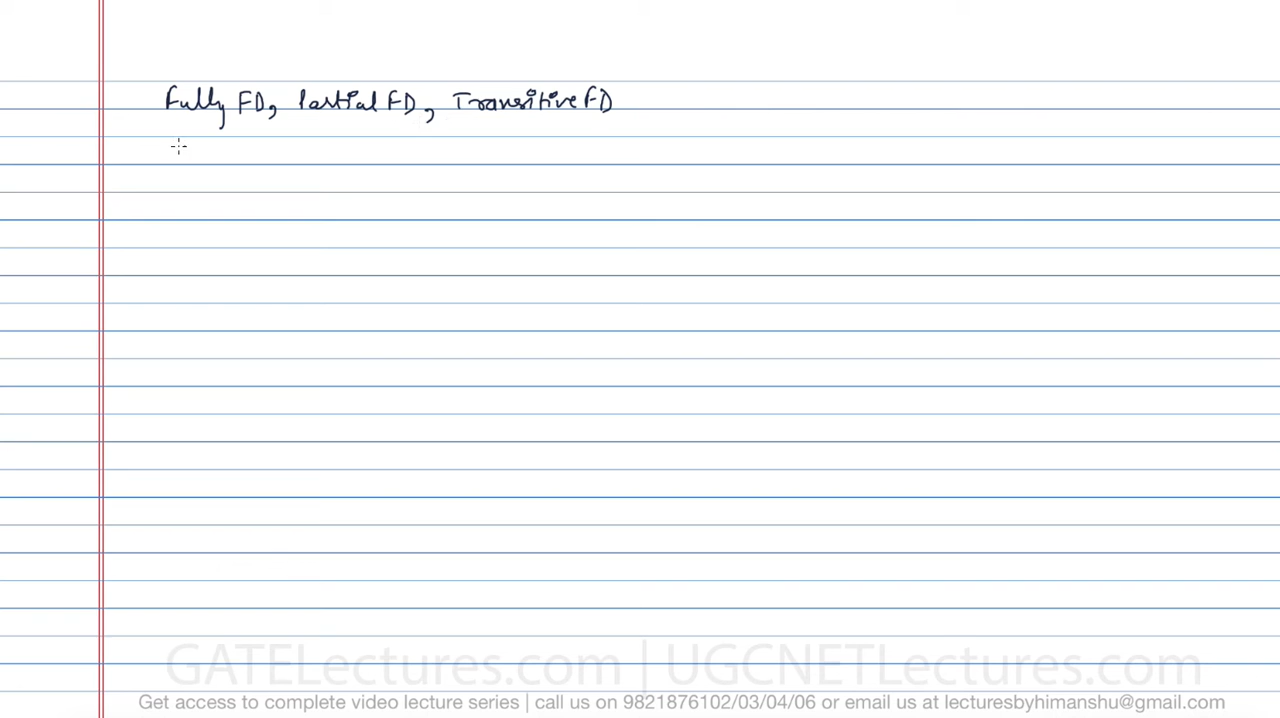 Fully FD, Partial FD, Transitive FD
GATELectures.com | UGCNETLectures.com
Get access to complete video lecture series | call us on 9821876102/03/04/06 or email us at lecturesbyhimanshu@gmail.com